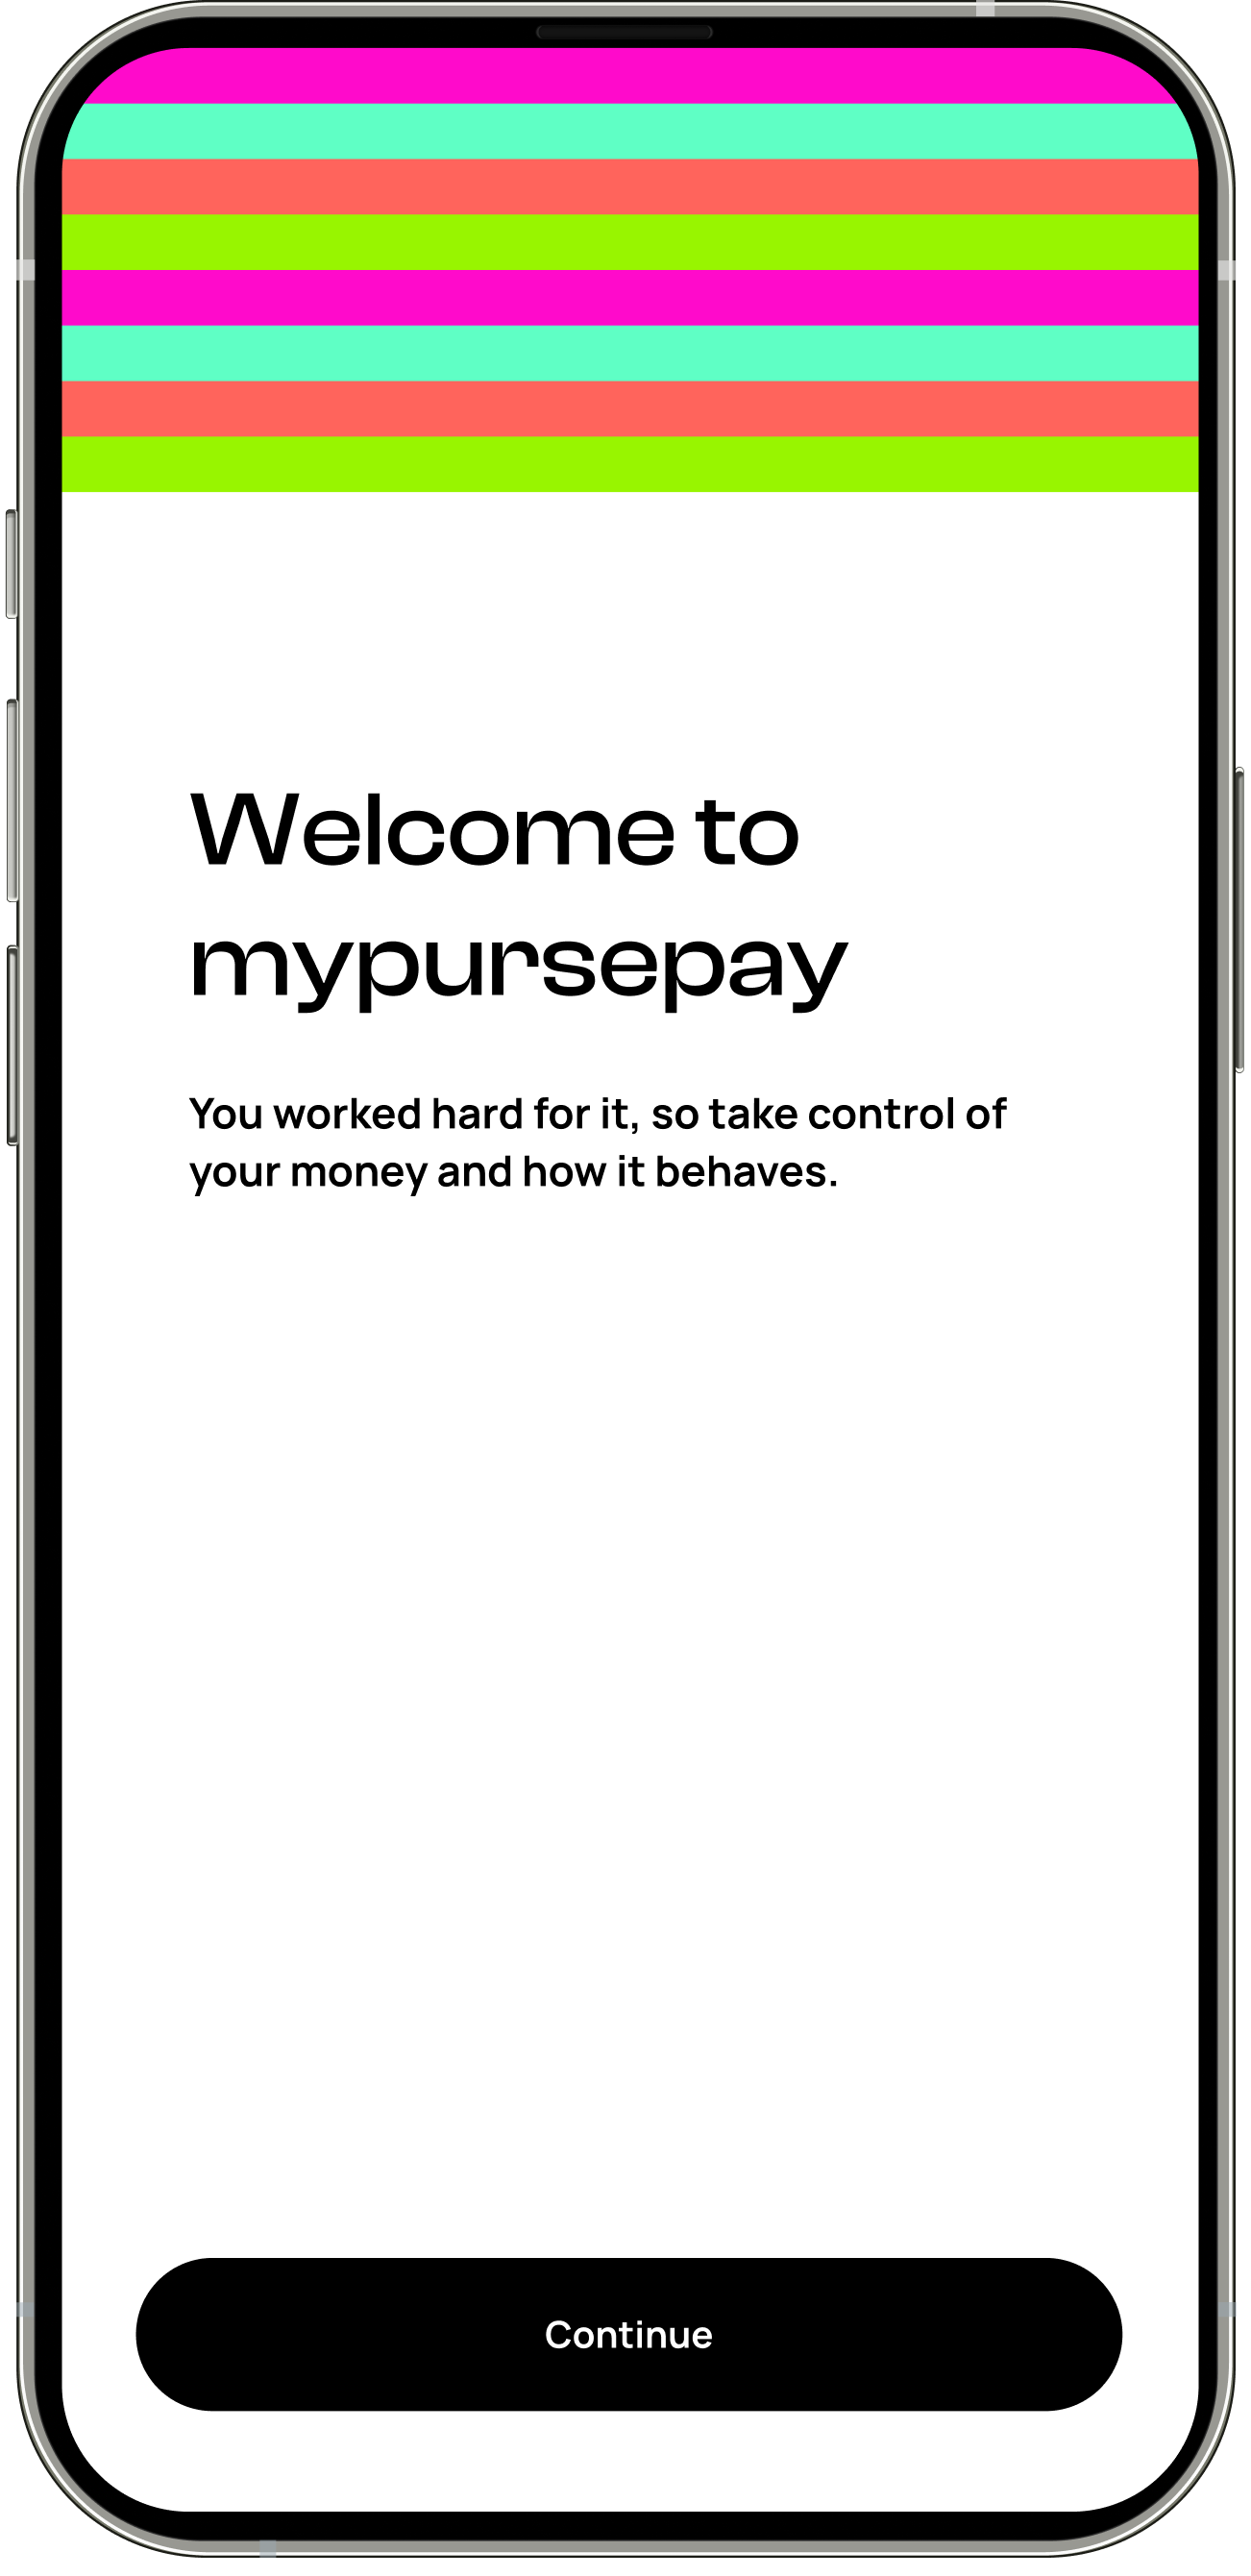 Welcome to
mypursepay
You worked hard for it, so take control of
your money and how it behaves.
Continue